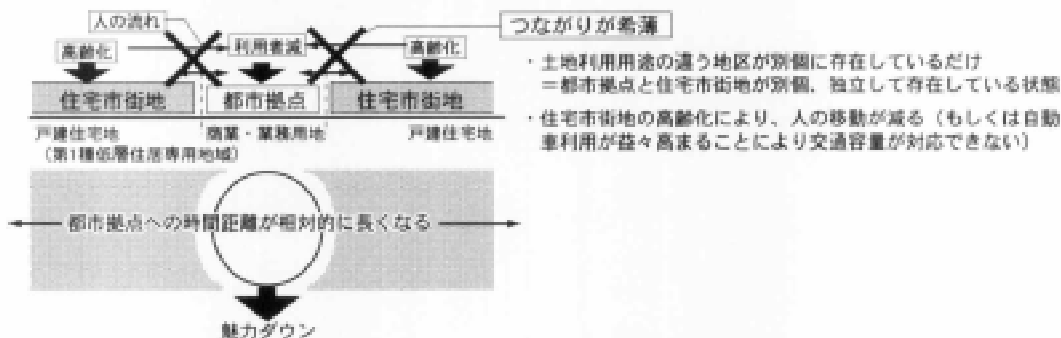 人の流れ
つながりが希薄
高齢化
利用者減
高齢化
住宅市街地
都市拠点
住宅市街地
戸建住宅地
商業・業務用地
戸建住宅地
(第1種低層住居専用地域)
・土地利用用途の違う地区が別個に存在しているだけ
=都市拠点と住宅市街地が別個、独立して存在している状態
・住宅市街地の高齢化により、人の移動が減る(もしくは自動
車利用が益々高まることにより交通容量が対応できない)
都市拠点への時間距離が相対的に長くなる
魅力ダウン